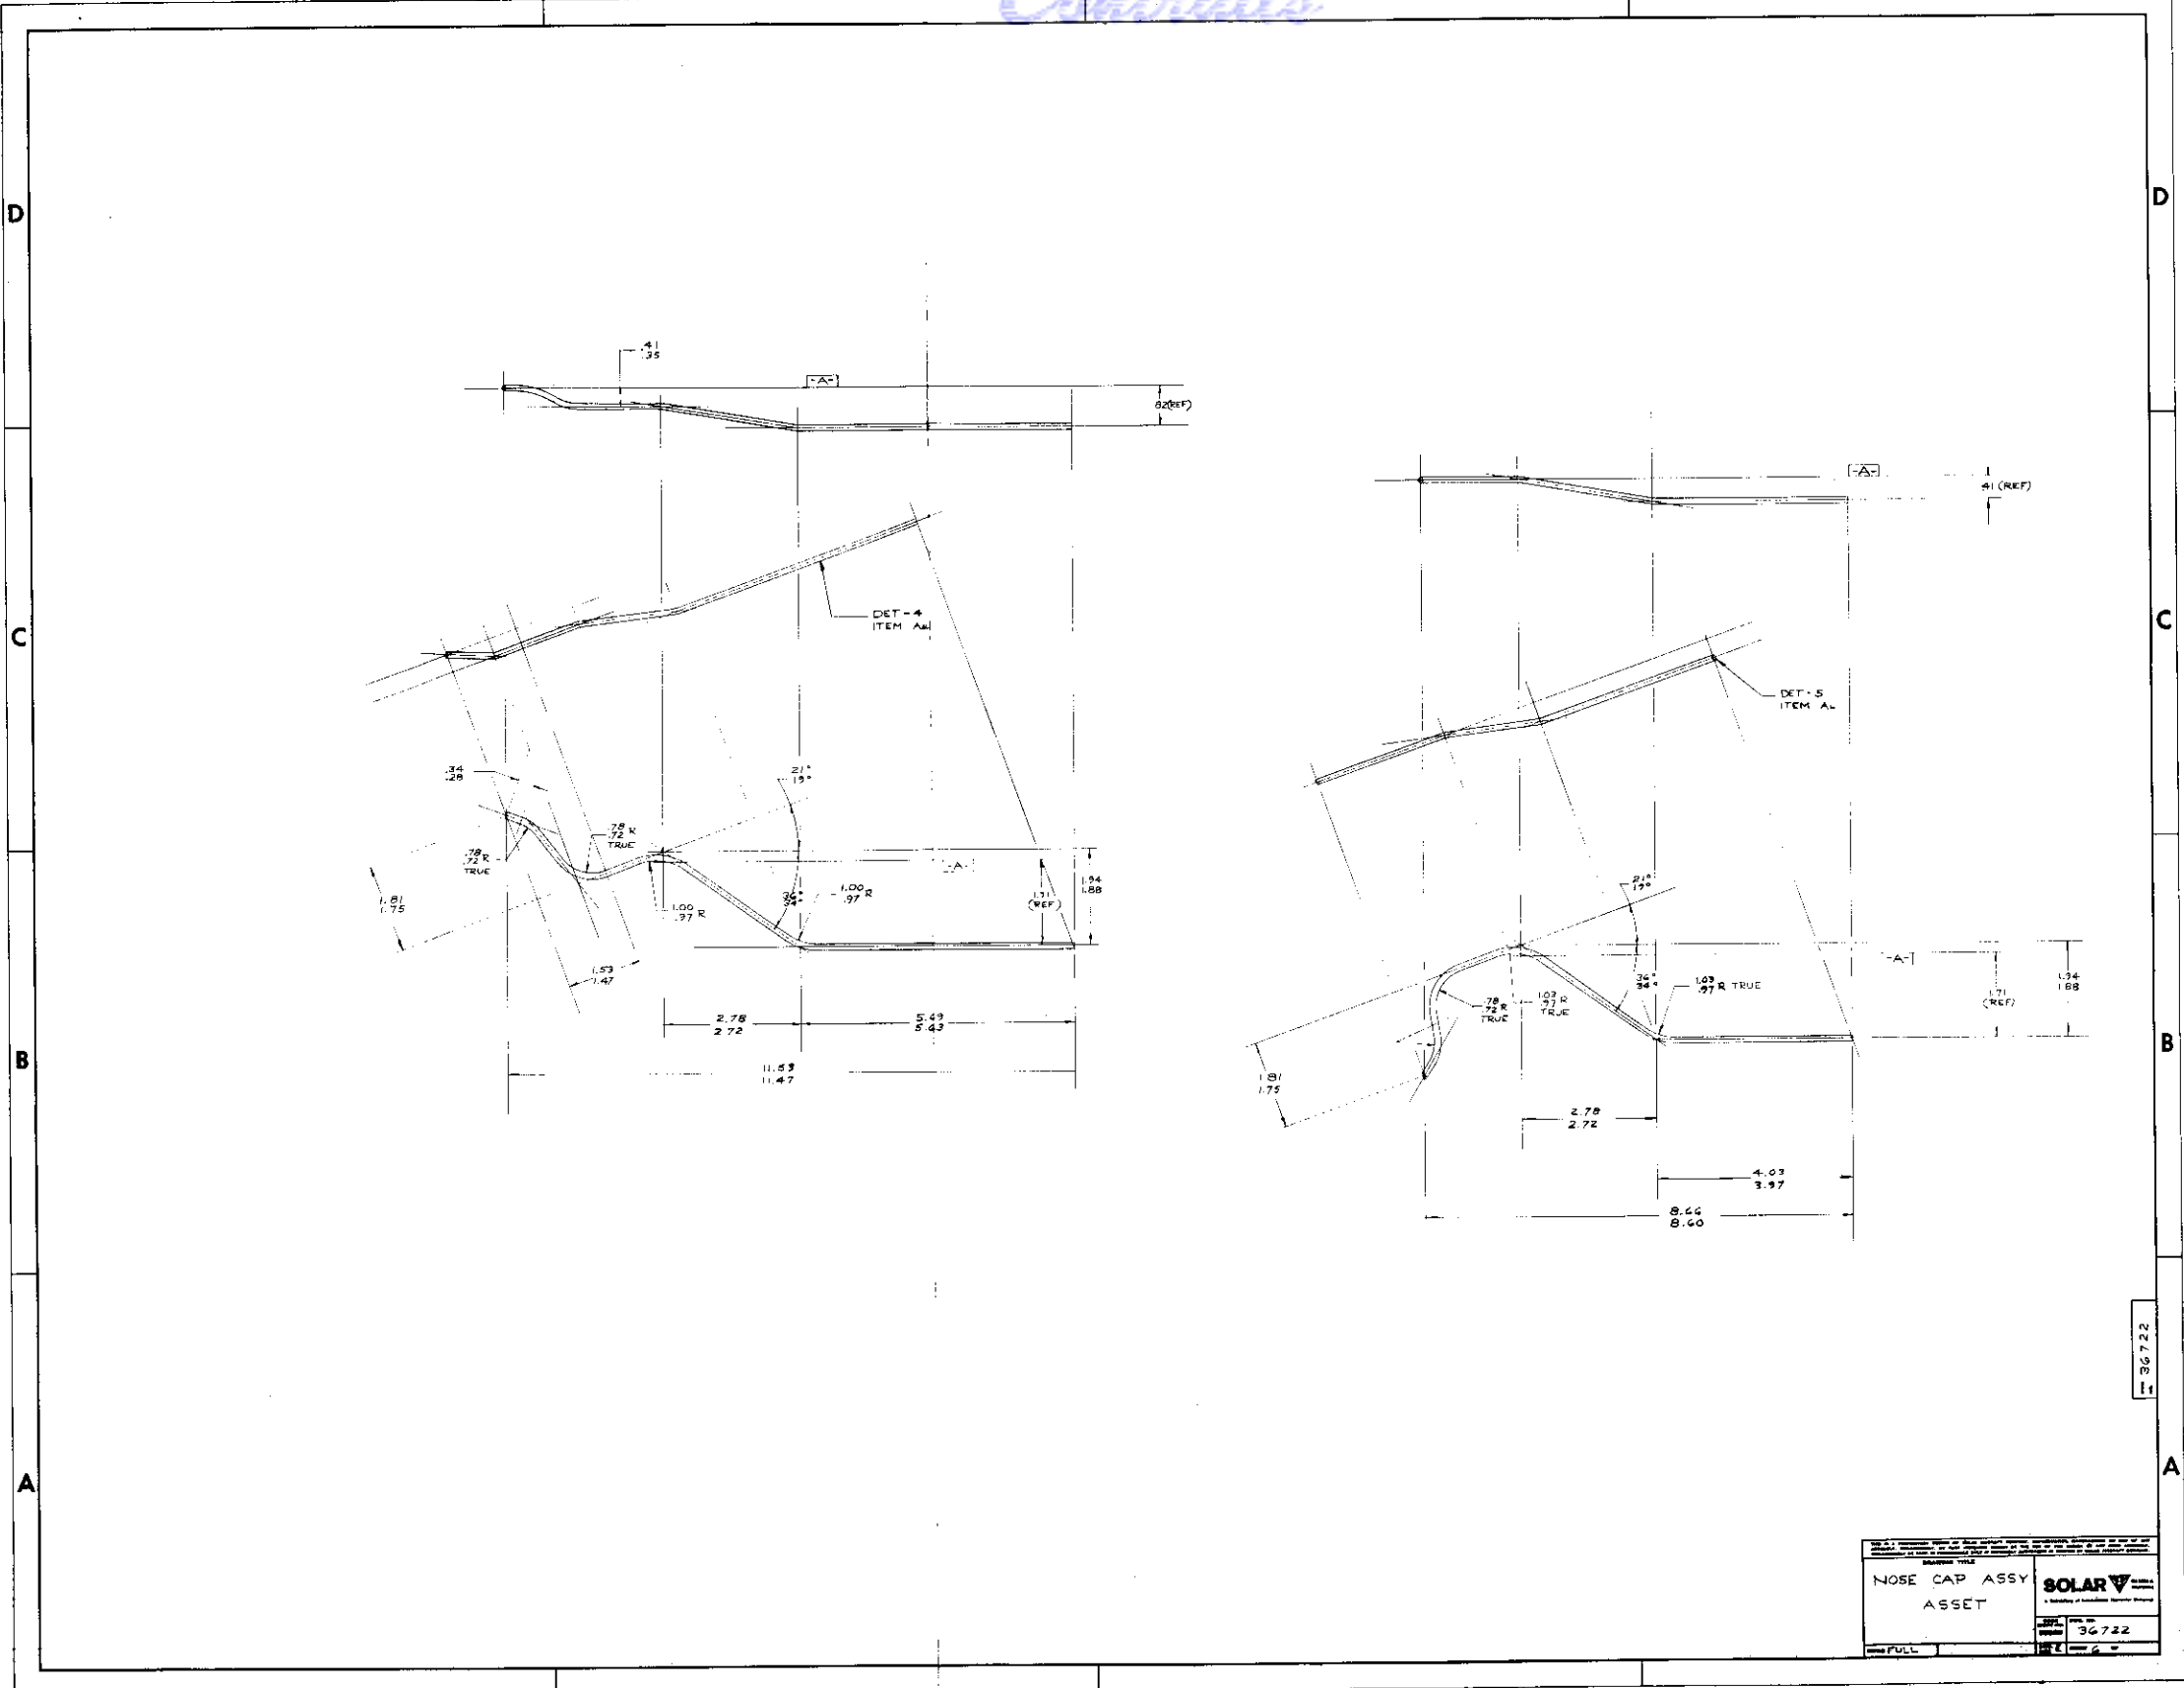 D
D
C
C
B
B
A
A
.41
.35
-A-
.82(REF)
DET-4
.34
.28
.78 R
.72
TRUE
.78 R
.72
TRUE
21°
19°
1.81
1.75
1.00 R
.97
36°
34°
1.00 R
.97
-A-
1.71
(REF)
1.94
1.88
1.53
1.47
2.78
2.72
5.49
5.43
11.53
11.47
-A-
.41 (REF)
DET-5
21°
19°
-A-
.78 R
.72
TRUE
1.03 R
.97
TRUE
36°
34°
1.03
.97 R TRUE
1.71
(REF)
1.94
1.88
1.81
1.75
2.78
2.72
4.03
3.97
8.66
8.60
36722
DRAWING TITLE
NOSE CAP ASSY
ASSET
SOLAR
36722
FULL
6